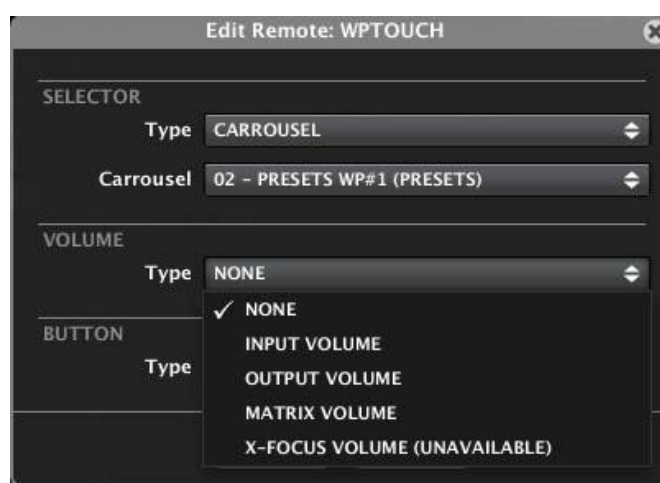 Edit Remote: WPTOUCH
SELECTOR
Type CARROUSEL
Carrousel 02 - PRESETS WP#1 (PRESETS)
VOLUME
Type NONE
✓ NONE
BUTTON
INPUT VOLUME
Type
OUTPUT VOLUME
MATRIX VOLUME
X-FOCUS VOLUME (UNAVAILABLE)